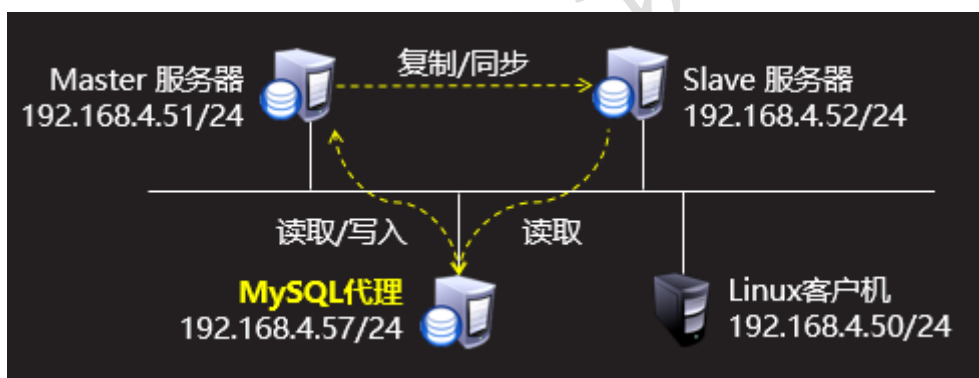 复制/同步
Master 服务器
192.168.4.51/24
Slave 服务器
192.168.4.52/24
读取/写入
读取
MySQL代理
192.168.4.57/24
Linux客户机
192.168.4.50/24